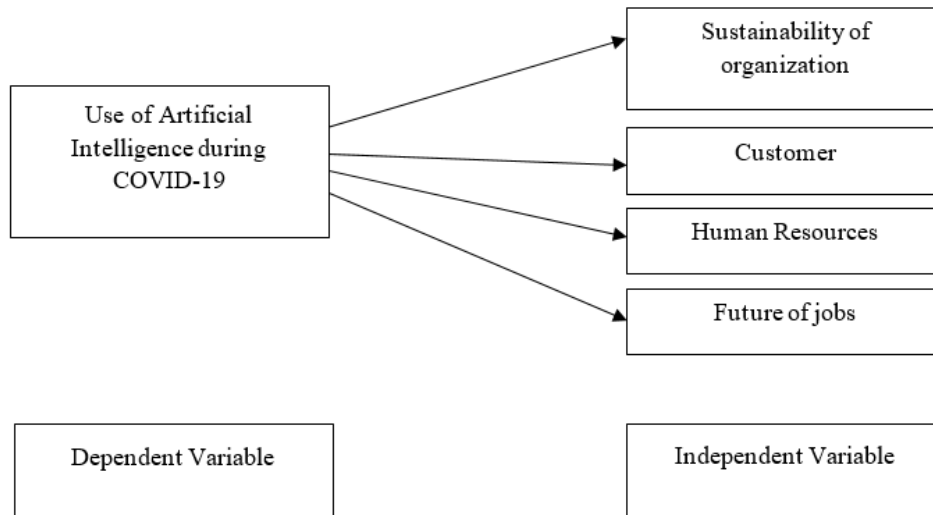 Use of Artificial
Intelligence during
COVID-19
Sustainability of
organization
Customer
Human Resources
Future of jobs
Dependent Variable
Independent Variable